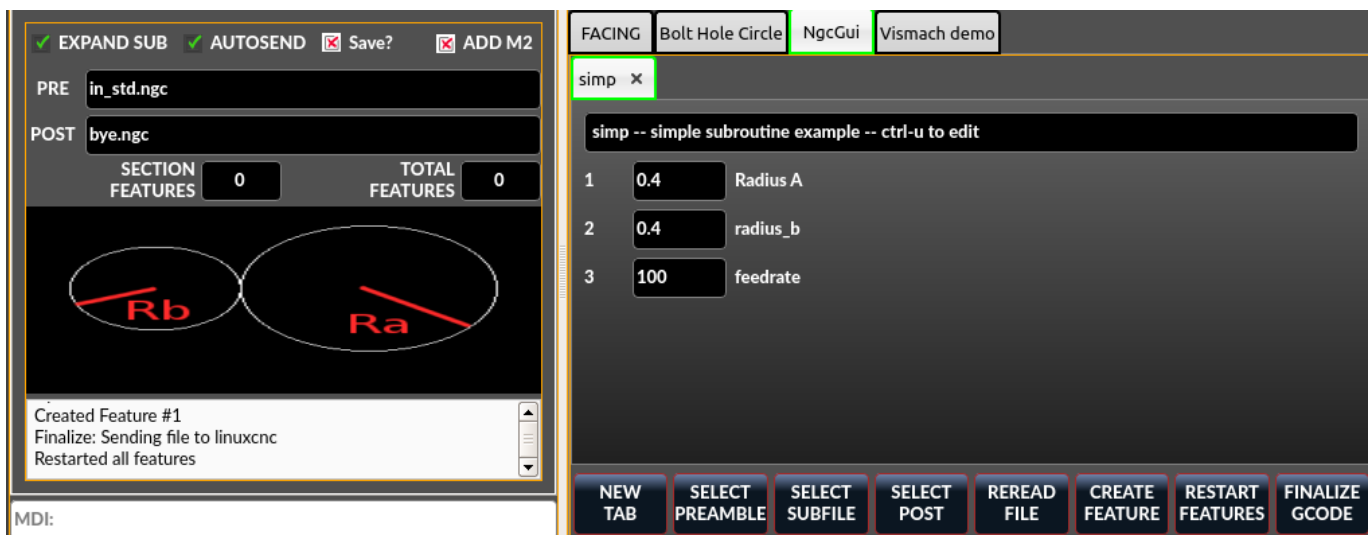 EXPAND SUB AUTOSEND Save? ADD M2
PRE in_std.ngc
POST bye.ngc
SECTION FEATURES 0 TOTAL FEATURES 0
Rb Ra
Created Feature #1
Finalize: Sending file to linuxcnc
Restarted all features
MDI:
FACING Bolt Hole Circle NgcGui Vismach demo
simp ×
simp -- simple subroutine example -- ctrl-u to edit
1 0.4 Radius A
2 0.4 radius_b
3 100 feedrate
NEW TAB SELECT PREAMBLE SELECT SUBFILE SELECT POST REREAD FILE CREATE FEATURE RESTART FEATURES FINALIZE GCODE